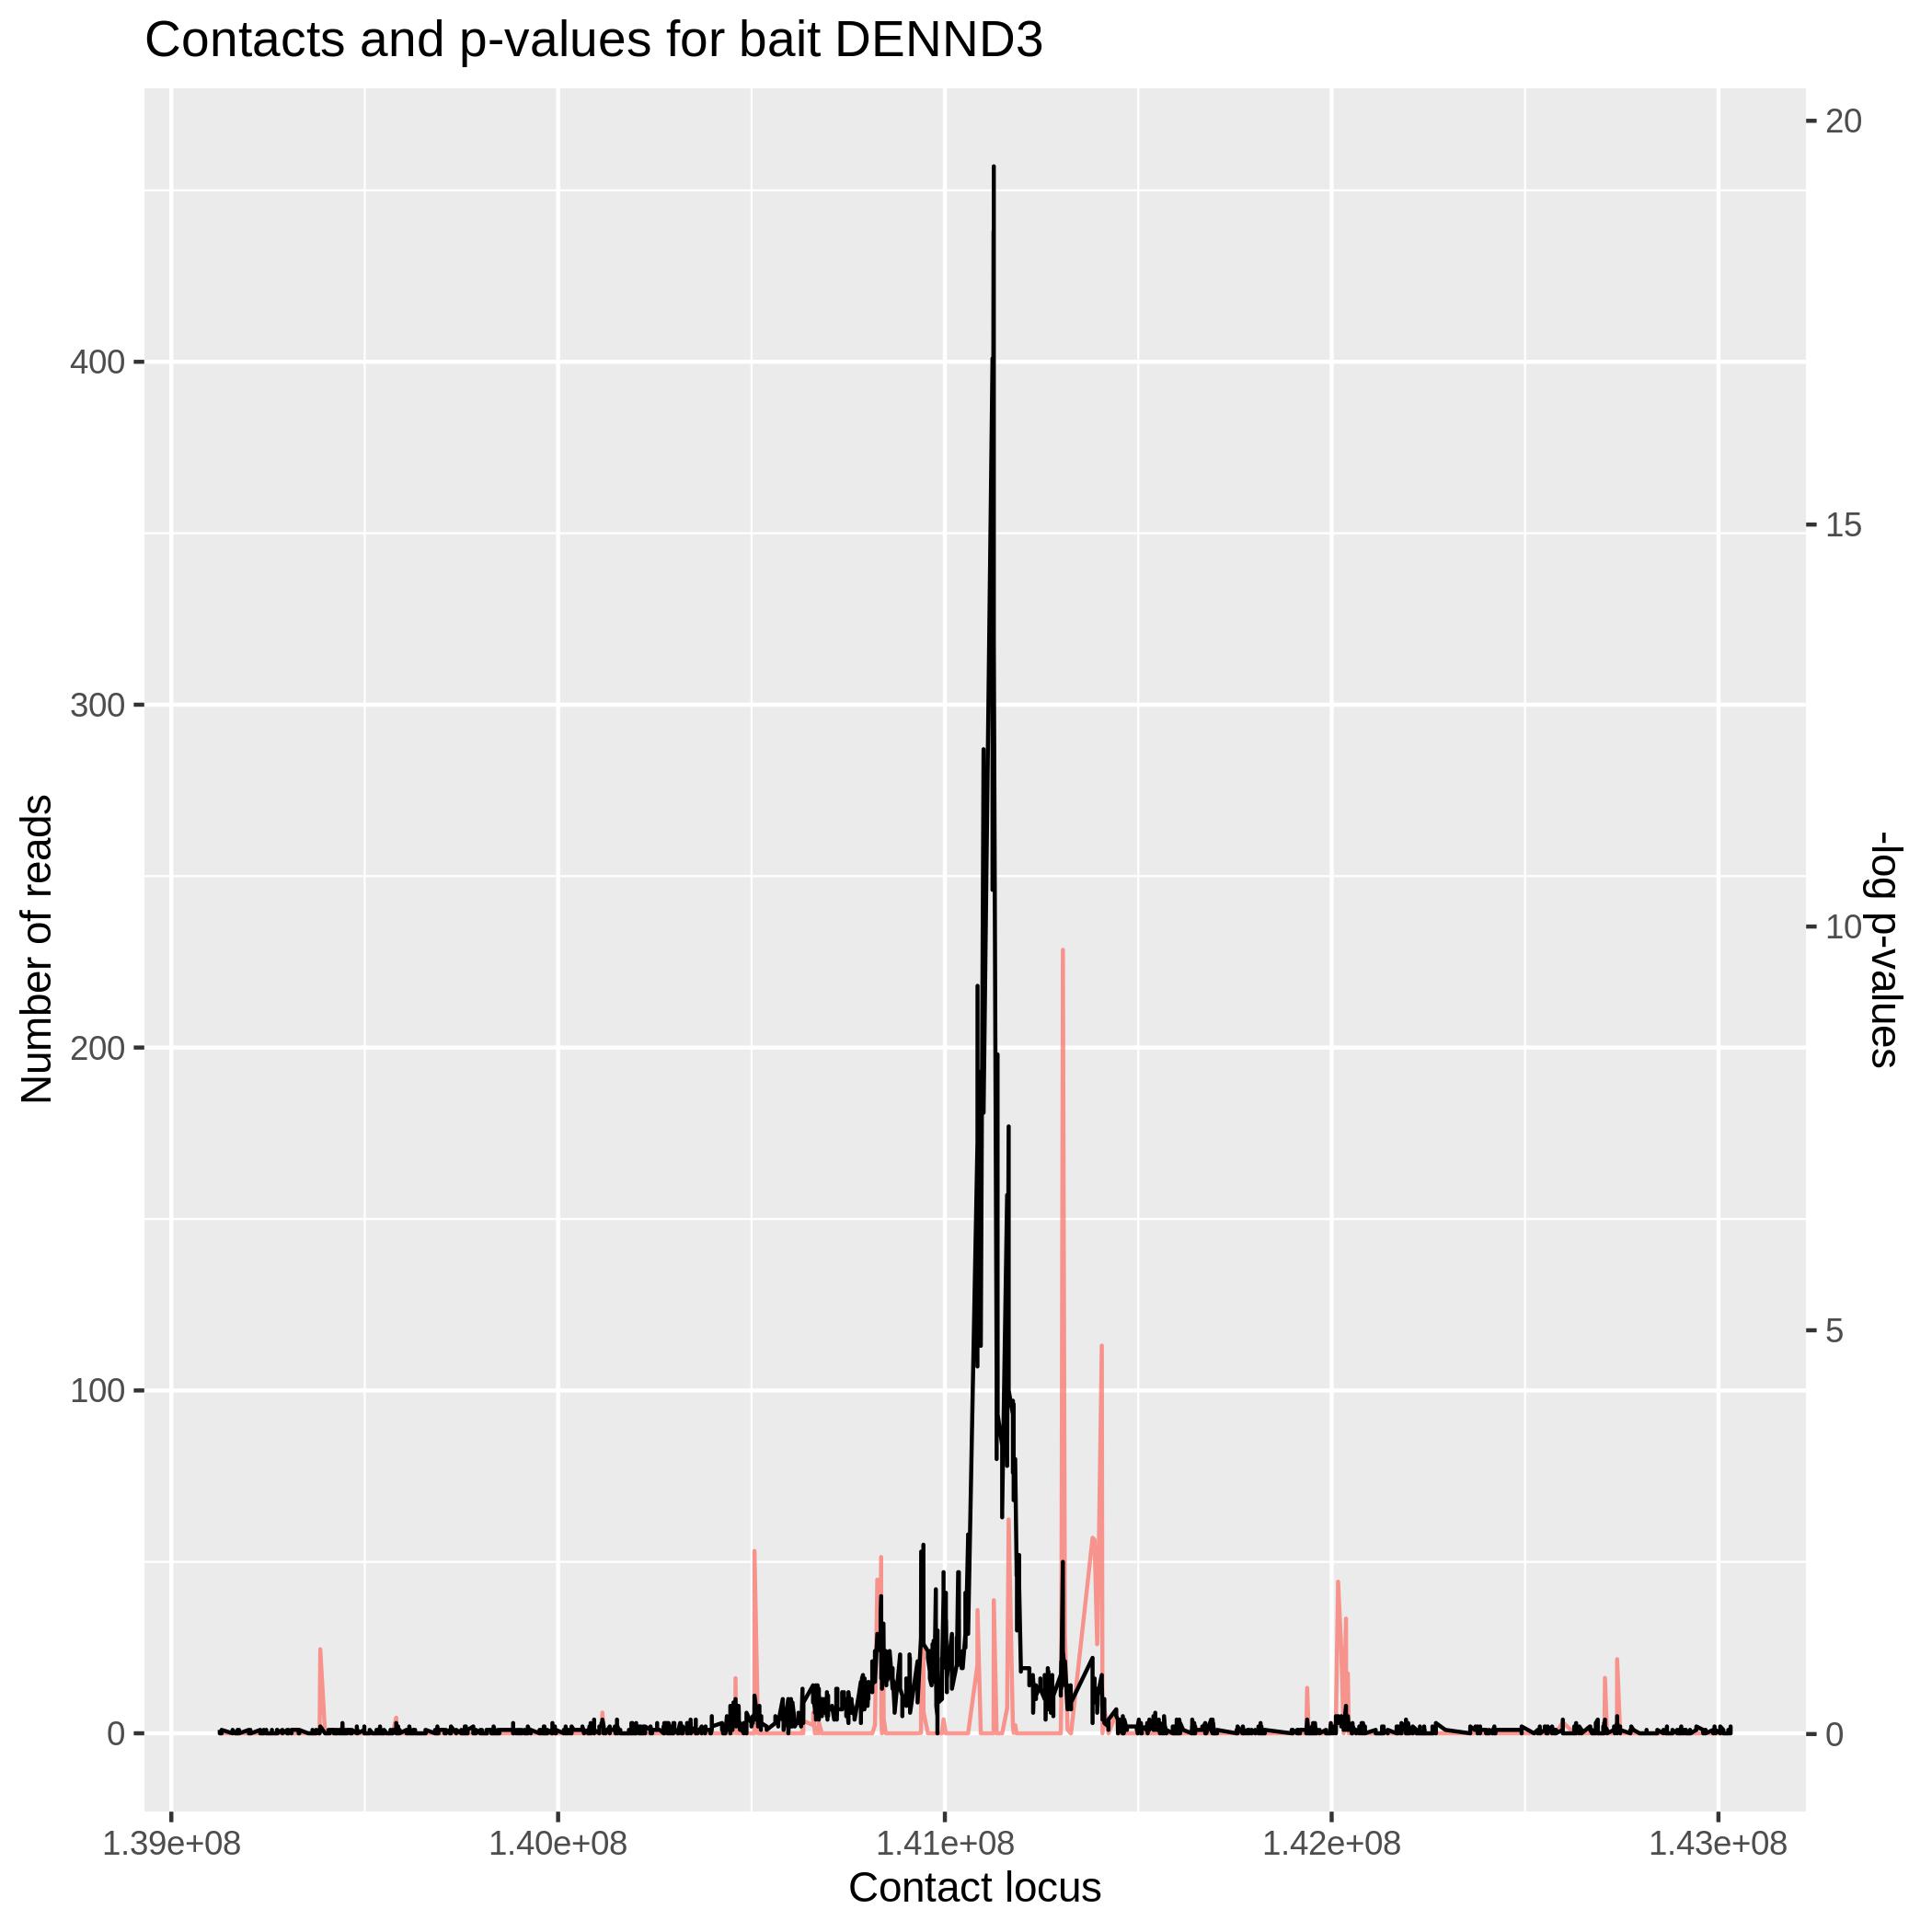 Contacts and p-values for bait DENND3
Number of reads
400
300
200
100
0
20
15
10
5
0
-log p-values
1.39e+08
1.40e+08
1.41e+08
1.42e+08
1.43e+08
Contact locus